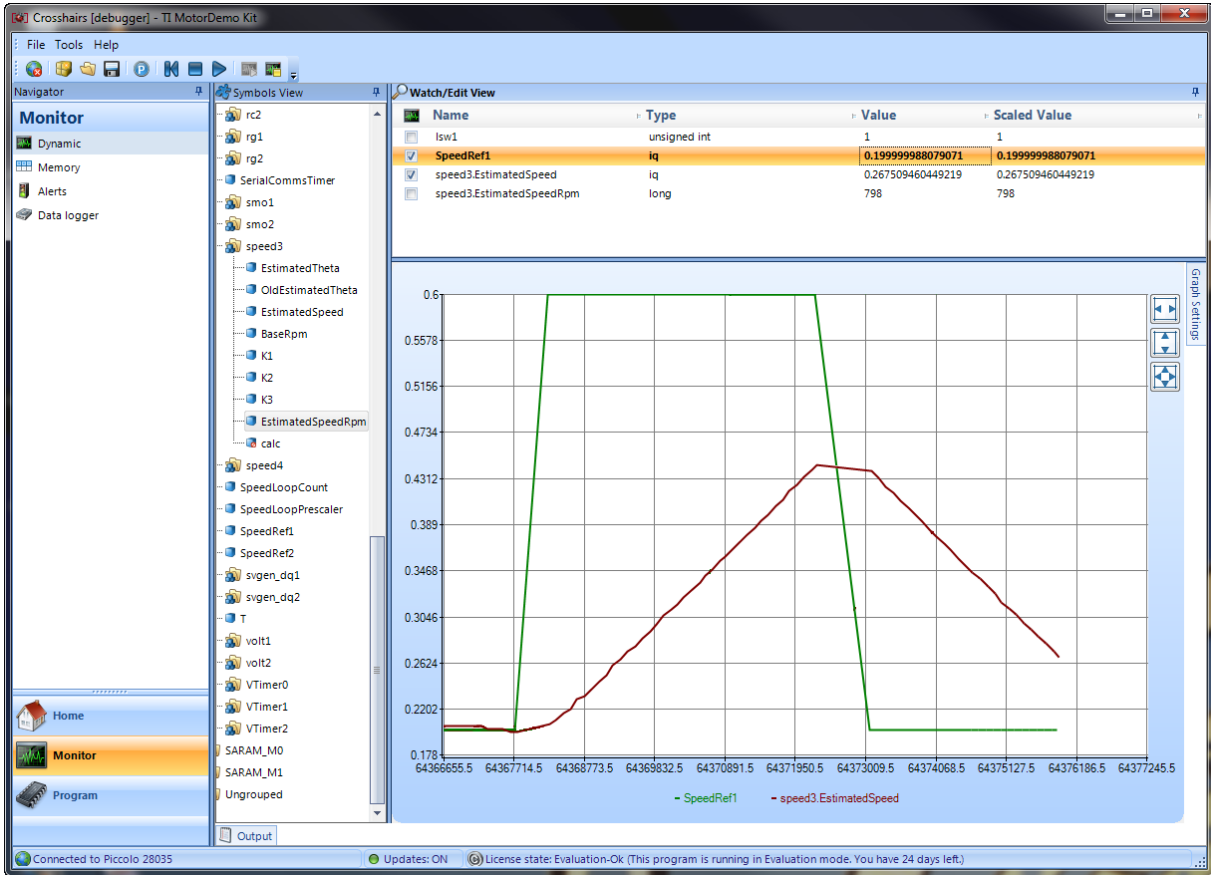 Crosshairs [debugger] - TI MotorDemo Kit
File Tools Help
Navigator
Monitor
Dynamic
Memory
Alerts
Data logger
Home
Monitor
Program
Symbols View
rc2
rg1
rg2
SerialCommsTimer
smo1
smo2
speed3
EstimatedTheta
OldEstimatedTheta
EstimatedSpeed
BaseRpm
K1
K2
K3
EstimatedSpeedRpm
calc
speed4
SpeedLoopCount
SpeedLoopPrescaler
SpeedRef1
SpeedRef2
svgen_dq1
svgen_dq2
T
volt1
volt2
VTimer0
VTimer1
VTimer2
SARAM_M0
SARAM_M1
Ungrouped
Output
Watch/Edit View
Name Type Value Scaled Value
lsw1 unsigned int 1 1
SpeedRef1 iq 0.199999988079071 0.199999988079071
speed3.EstimatedSpeed iq 0.267509460449219 0.267509460449219
speed3.EstimatedSpeedRpm long 798 798
Graph Settings
0.6
0.5578
0.5156
0.4734
0.4312
0.389
0.3468
0.3046
0.2624
0.2202
0.178
64366655.5 64367714.5 64368773.5 64369832.5 64370891.5 64371950.5 64373009.5 64374068.5 64375127.5 64376186.5 64377245.5
SpeedRef1 speed3.EstimatedSpeed
Connected to Piccolo 28035 Updates: ON License state: Evaluation-Ok (This program is running in Evaluation mode. You have 24 days left.)